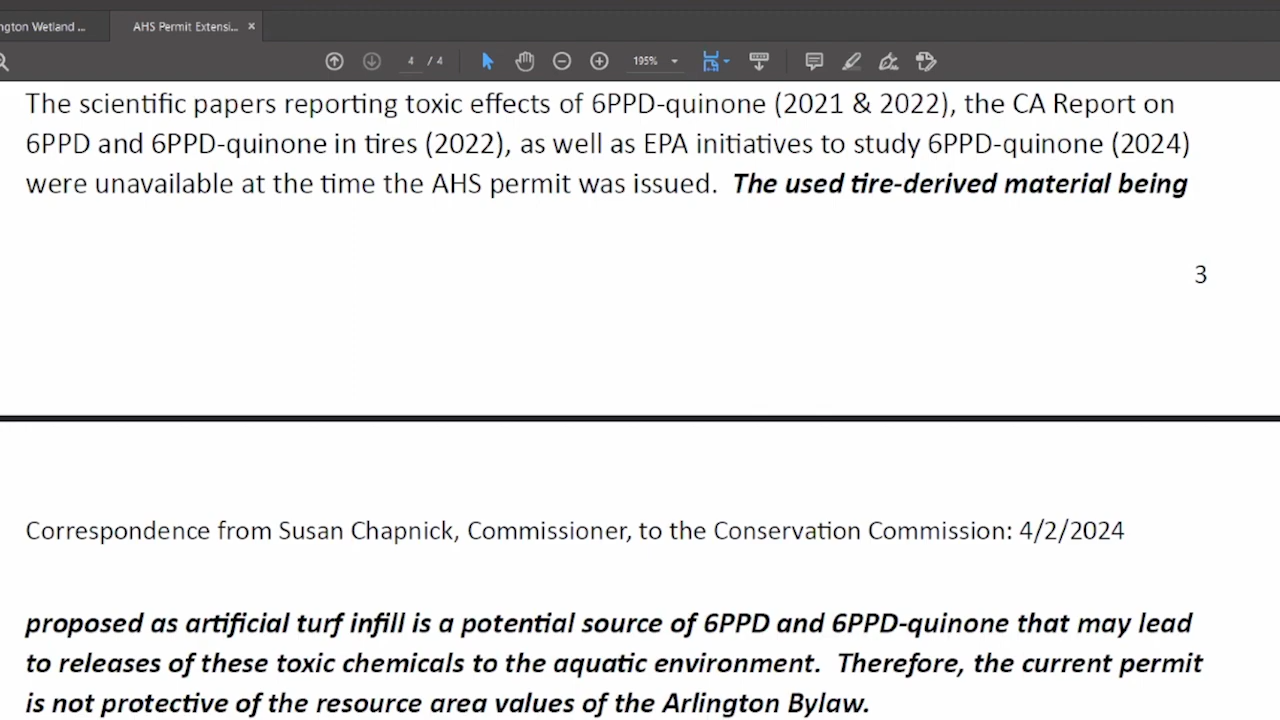 ngton Wetland ...
AHS Permit Extensi... ×
4 / 4
195%
The scientific papers reporting toxic effects of 6PPD-quinone (2021 & 2022), the CA Report on
6PPD and 6PPD-quinone in tires (2022), as well as EPA initiatives to study 6PPD-quinone (2024)
were unavailable at the time the AHS permit was issued. The used tire-derived material being
3
Correspondence from Susan Chapnick, Commissioner, to the Conservation Commission: 4/2/2024
proposed as artificial turf infill is a potential source of 6PPD and 6PPD-quinone that may lead
to releases of these toxic chemicals to the aquatic environment. Therefore, the current permit
is not protective of the resource area values of the Arlington Bylaw.